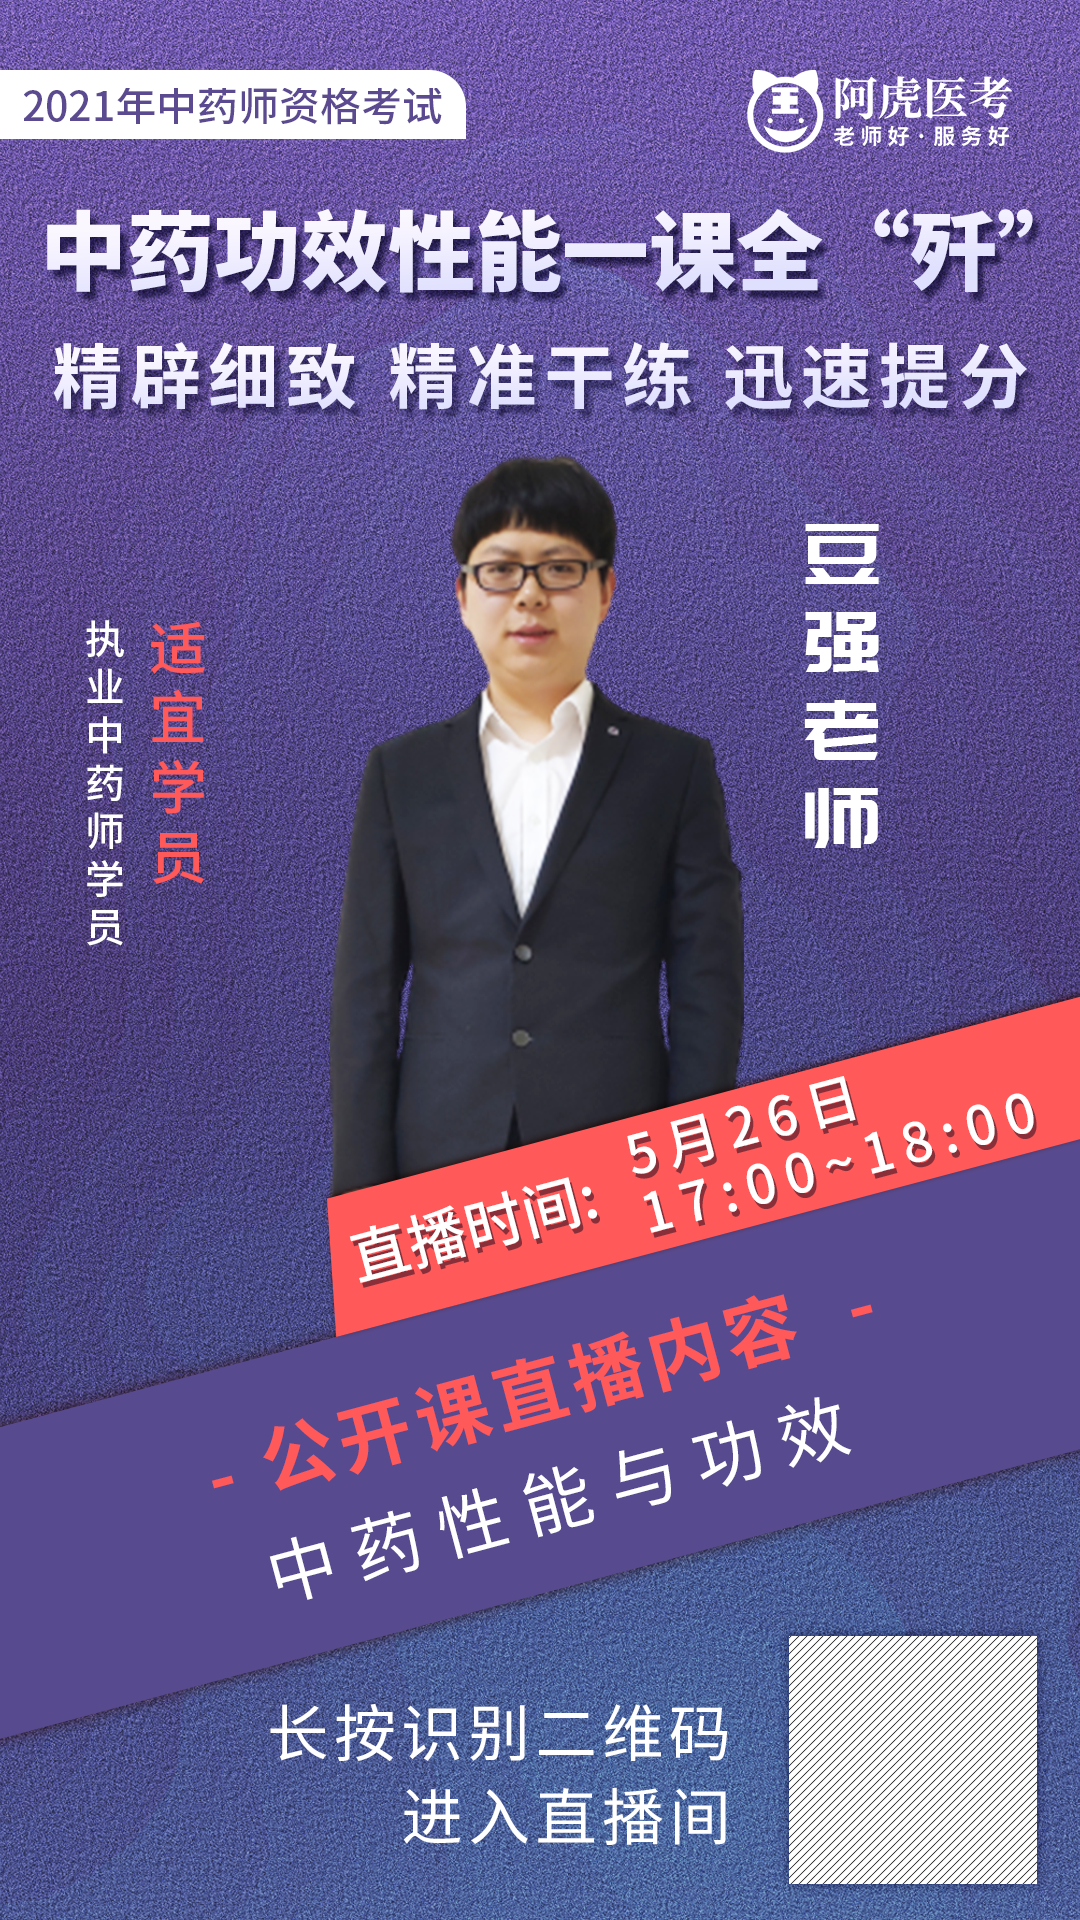 2021年中药师资格考试
阿虎医考
老师好·服务好
中药功效性能一课全“歼”
精辟细致 精准干练 迅速提分
豆强老师
适宜学员
执业中药师学员
直播时间:
5月26日
17:00~18:00
- 公开课直播内容 -
中药性能与功效
长按识别二维码
进入直播间